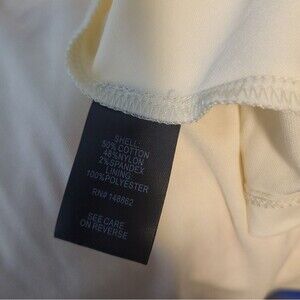 SHELL:
50% COTTON
48% NYLON
2% SPANDEX
LINING:
100% POLYESTER
RN# 148862
SEE CARE
ON REVERSE